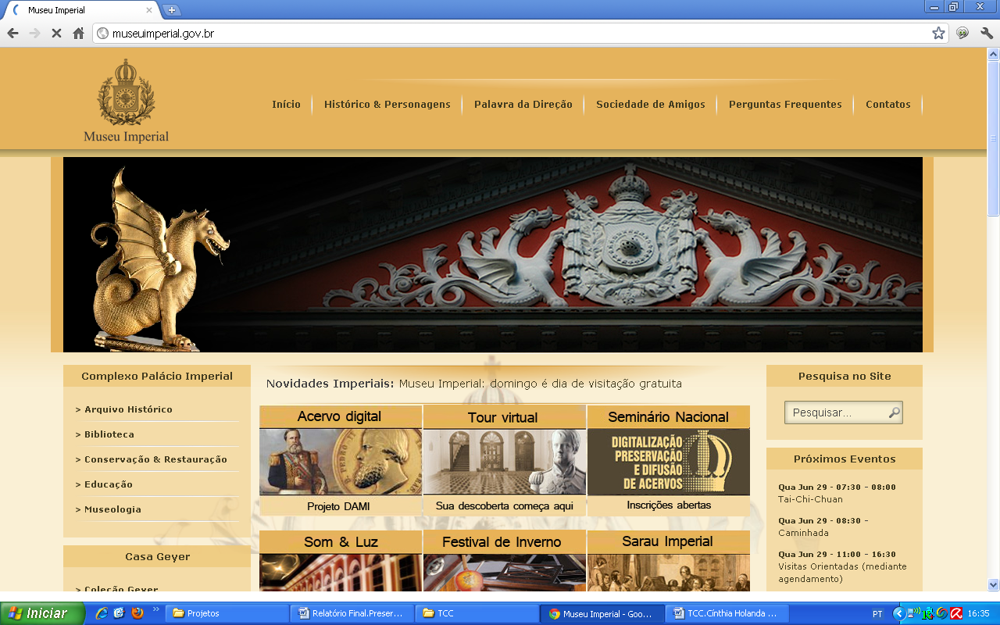 Museu Imperial
museuimperial.gov.br
Museu Imperial
Início
Histórico & Personagens
Palavra da Direção
Sociedade de Amigos
Perguntas Frequentes
Contatos
Complexo Palácio Imperial
> Arquivo Histórico
> Biblioteca
> Conservação & Restauração
> Educação
> Museologia
Casa Geyer
> Coleção Geyer
Novidades Imperiais: Museu Imperial: domingo é dia de visitação gratuita
Acervo digital
Projeto DAMI
Tour virtual
Sua descoberta começa aqui
Seminário Nacional
DIGITALIZAÇÃO
PRESERVAÇÃO
E DIFUSÃO
DE ACERVOS
Inscrições abertas
Som & Luz
Festival de Inverno
Sarau Imperial
Pesquisa no Site
Pesquisar...
Próximos Eventos
Qua Jun 29 - 07:30 - 08:00
Tai-Chi-Chuan
Qua Jun 29 - 08:30 -
Caminhada
Qua Jun 29 - 11:00 - 16:30
Visitas Orientadas (mediante
agendamento)
Iniciar
Projetos
Relatório Final.Preser...
TCC
Museu Imperial - Goo...
TCC.Cínthia Holanda ...
PT
16:35